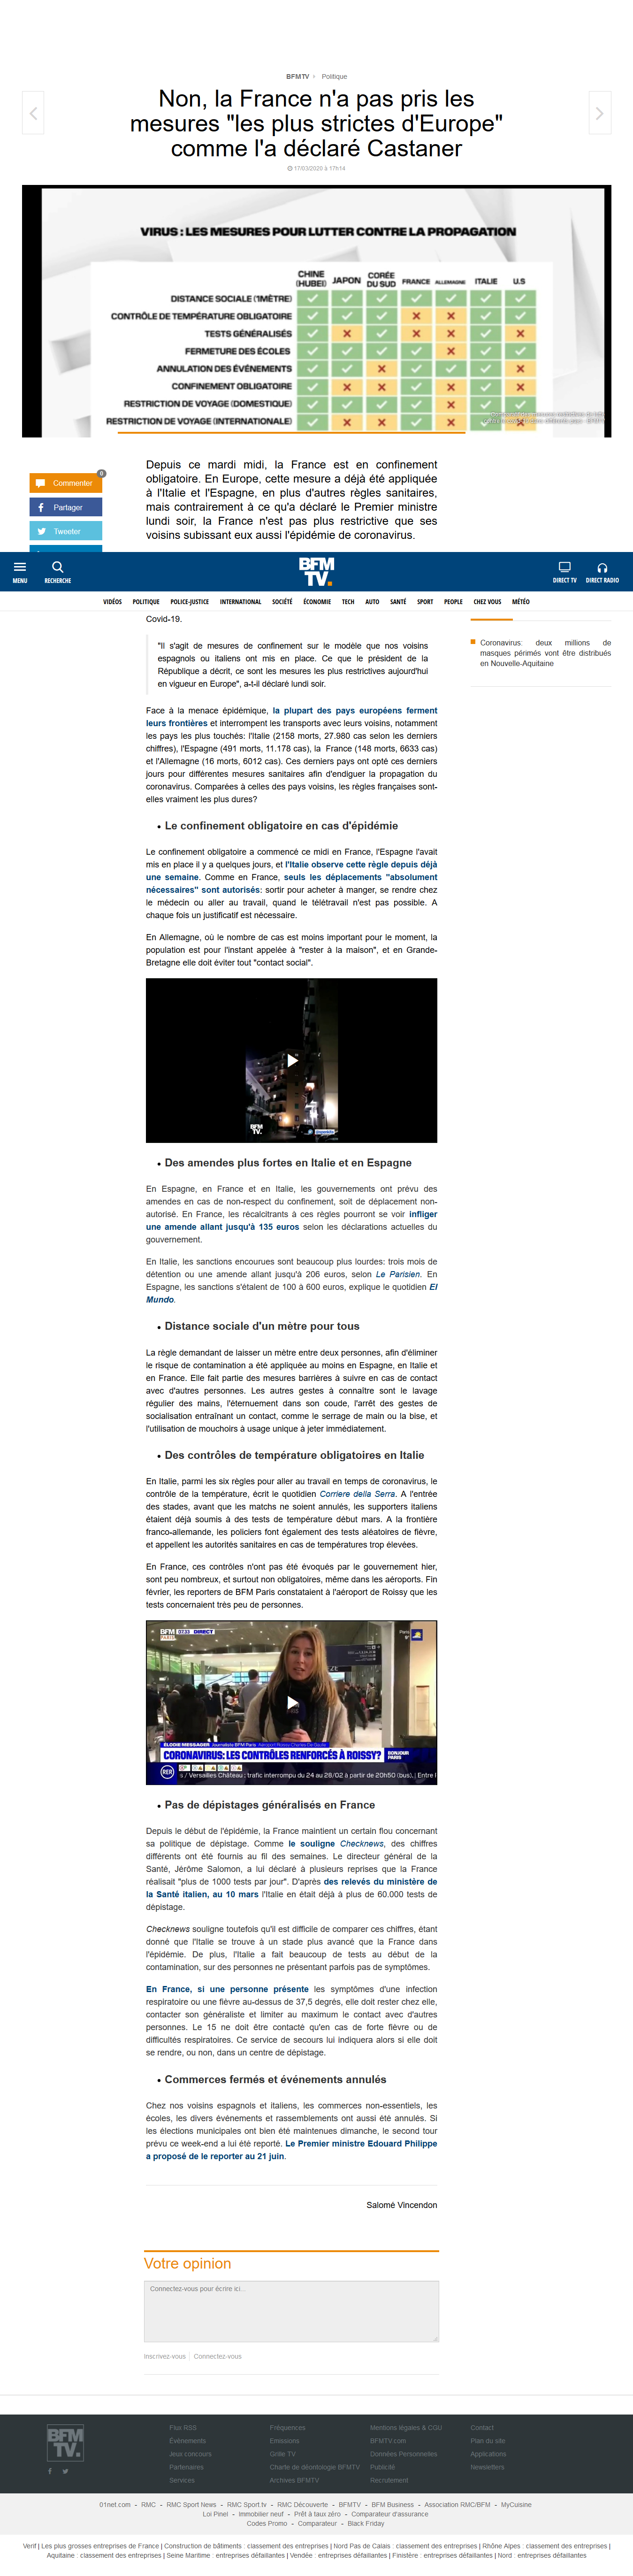 BFMTV › Politique
Non, la France n'a pas pris les
mesures "les plus strictes d'Europe"
comme l'a déclaré Castaner
17/03/2020 à 17h14
VIRUS : LES MESURES POUR LUTTER CONTRE LA PROPAGATION
CHINE (HUBEI) JAPON CORÉE DU SUD FRANCE ALLEMAGNE ITALIE U.S
DISTANCE SOCIALE (1MÈTRE)
CONTRÔLE DE TEMPÉRATURE OBLIGATOIRE
TESTS GÉNÉRALISÉS
FERMETURE DES ÉCOLES
ANNULATION DES ÉVÉNEMENTS
CONFINEMENT OBLIGATOIRE
RESTRICTION DE VOYAGE (DOMESTIQUE)
RESTRICTION DE VOYAGE (INTERNATIONALE)
0
Commenter
Partager
Tweeter
Depuis ce mardi midi, la France est en confinement
obligatoire. En Europe, cette mesure a déjà été appliquée
à l'Italie et l'Espagne, en plus d'autres règles sanitaires,
mais contrairement à ce qu'a déclaré le Premier ministre
lundi soir, la France n'est pas plus restrictive que ses
voisins subissant eux aussi l'épidémie de coronavirus.
MENU RECHERCHE BFM TV. DIRECT TV DIRECT RADIO
VIDÉOS POLITIQUE POLICE-JUSTICE INTERNATIONAL SOCIÉTÉ ÉCONOMIE TECH AUTO SANTÉ SPORT PEOPLE CHEZ VOUS MÉTÉO
Covid-19.
Coronavirus: deux millions de
masques périmés vont être distribués
en Nouvelle-Aquitaine
"Il s'agit de mesures de confinement sur le modèle que nos voisins
espagnols ou italiens ont mis en place. Ce que le président de la
République a décrit, ce sont les mesures les plus restrictives aujourd'hui
en vigueur en Europe", a-t-il déclaré lundi soir.
Face à la menace épidémique, la plupart des pays européens ferment
leurs frontières et interrompent les transports avec leurs voisins, notamment
les pays les plus touchés: l'Italie (2158 morts, 27.980 cas selon les derniers
chiffres), l'Espagne (491 morts, 11.178 cas), la France (148 morts, 6633 cas)
et l'Allemagne (16 morts, 6012 cas). Ces derniers pays ont opté ces derniers
jours pour différentes mesures sanitaires afin d'endiguer la propagation du
coronavirus. Comparées à celles des pays voisins, les règles françaises sont-
elles vraiment les plus dures?
• Le confinement obligatoire en cas d'épidémie
Le confinement obligatoire a commencé ce midi en France, l'Espagne l'avait
mis en place il y a quelques jours, et l'Italie observe cette règle depuis déjà
une semaine. Comme en France, seuls les déplacements "absolument
nécessaires" sont autorisés: sortir pour acheter à manger, se rendre chez
le médecin ou aller au travail, quand le télétravail n'est pas possible. A
chaque fois un justificatif est nécessaire.
En Allemagne, où le nombre de cas est moins important pour le moment, la
population est pour l'instant appelée à "rester à la maison", et en Grande-
Bretagne elle doit éviter tout "contact social".
BFM TV.
• Des amendes plus fortes en Italie et en Espagne
En Espagne, en France et en Italie, les gouvernements ont prévu des
amendes en cas de non-respect du confinement, soit de déplacement non-
autorisé. En France, les récalcitrants à ces règles pourront se voir infliger
une amende allant jusqu'à 135 euros selon les déclarations actuelles du
gouvernement.
En Italie, les sanctions encourues sont beaucoup plus lourdes: trois mois de
détention ou une amende allant jusqu'à 206 euros, selon Le Parisien. En
Espagne, les sanctions s'étalent de 100 à 600 euros, explique le quotidien El
Mundo.
• Distance sociale d'un mètre pour tous
La règle demandant de laisser un mètre entre deux personnes, afin d'éliminer
le risque de contamination a été appliquée au moins en Espagne, en Italie et
en France. Elle fait partie des mesures barrières à suivre en cas de contact
avec d'autres personnes. Les autres gestes à connaître sont le lavage
régulier des mains, l'éternuement dans son coude, l'arrêt des gestes de
socialisation entraînant un contact, comme le serrage de main ou la bise, et
l'utilisation de mouchoirs à usage unique à jeter immédiatement.
• Des contrôles de température obligatoires en Italie
En Italie, parmi les six règles pour aller au travail en temps de coronavirus, le
contrôle de la température, écrit le quotidien Corriere della Serra. A l'entrée
des stades, avant que les matchs ne soient annulés, les supporters italiens
étaient déjà soumis à des tests de température début mars. A la frontière
franco-allemande, les policiers font également des tests aléatoires de fièvre,
et appellent les autorités sanitaires en cas de températures trop élevées.
En France, ces contrôles n'ont pas été évoqués par le gouvernement hier,
sont peu nombreux, et surtout non obligatoires, même dans les aéroports. Fin
février, les reporters de BFM Paris constataient à l'aéroport de Roissy que les
tests concernaient très peu de personnes.
BFM PARIS 07:33 DIRECT
ELODIE MESSAGER Journaliste BFM Paris Aéroport Roissy Charles De Gaulle
CORONAVIRUS: LES CONTRÔLES RENFORCÉS À ROISSY? BONJOUR PARIS
RER s / Versailles Château : trafic interrompu du 24 au 28/02 à partir de 20h50 (bus). | Entre
• Pas de dépistages généralisés en France
Depuis le début de l'épidémie, la France maintient un certain flou concernant
sa politique de dépistage. Comme le souligne Checknews, des chiffres
différents ont été fournis au fil des semaines. Le directeur général de la
Santé, Jérôme Salomon, a lui déclaré à plusieurs reprises que la France
réalisait "plus de 1000 tests par jour". D'après des relevés du ministère de
la Santé italien, au 10 mars l'Italie en était déjà à plus de 60.000 tests de
dépistage.
Checknews souligne toutefois qu'il est difficile de comparer ces chiffres, étant
donné que l'Italie se trouve à un stade plus avancé que la France dans
l'épidémie. De plus, l'Italie a fait beaucoup de tests au début de la
contamination, sur des personnes ne présentant parfois pas de symptômes.
En France, si une personne présente les symptômes d'une infection
respiratoire ou une fièvre au-dessus de 37,5 degrés, elle doit rester chez elle,
contacter son généraliste et limiter au maximum le contact avec d'autres
personnes. Le 15 ne doit être contacté qu'en cas de forte fièvre ou de
difficultés respiratoires. Ce service de secours lui indiquera alors si elle doit
se rendre, ou non, dans un centre de dépistage.
• Commerces fermés et événements annulés
Chez nos voisins espagnols et italiens, les commerces non-essentiels, les
écoles, les divers événements et rassemblements ont aussi été annulés. Si
les élections municipales ont bien été maintenues dimanche, le second tour
prévu ce week-end a lui été reporté. Le Premier ministre Edouard Philippe
a proposé de le reporter au 21 juin.
Salomé Vincendon
Votre opinion
Connectez-vous pour écrire ici...
Inscrivez-vous | Connectez-vous
BFM TV.
Flux RSS Fréquences Mentions légales & CGU Contact
Évènements Emissions BFMTV.com Plan du site
Jeux concours Grille TV Données Personnelles Applications
Partenaires Charte de déontologie BFMTV Publicité Newsletters
Services Archives BFMTV Recrutement
01net.com - RMC - RMC Sport News - RMC Sport.tv - RMC Découverte - BFMTV - BFM Business - Association RMC/BFM - MyCuisine
Loi Pinel - Immobilier neuf - Prêt à taux zéro - Comparateur d'assurance
Codes Promo - Comparateur - Black Friday
Verif | Les plus grosses entreprises de France | Construction de bâtiments : classement des entreprises | Nord Pas de Calais : classement des entreprises | Rhône Alpes : classement des entreprises |
Aquitaine : classement des entreprises | Seine Maritime : entreprises défaillantes | Vendée : entreprises défaillantes | Finistère : entreprises défaillantes | Nord : entreprises défaillantes